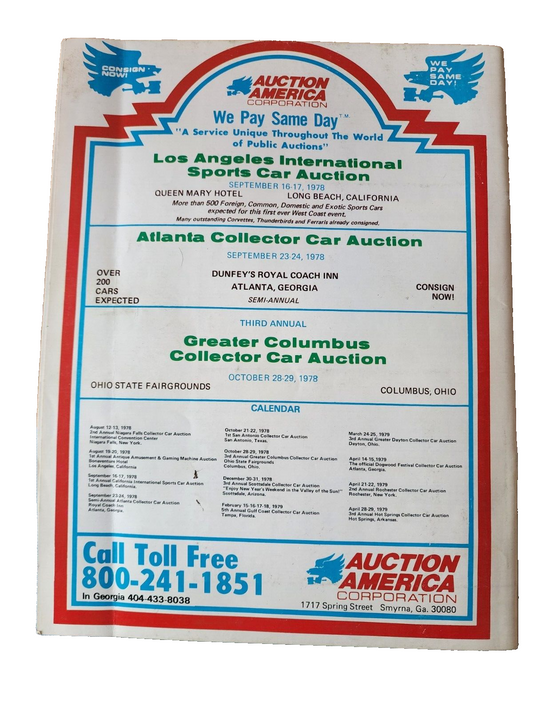 CONSIGN
NOW!
WE
PAY
SAME
DAY!
AUCTION
AMERICA
CORPORATION
We Pay Same Day T.M.
"A Service Unique Throughout The World
of Public Auctions"
Los Angeles International
Sports Car Auction
SEPTEMBER 16-17, 1978
QUEEN MARY HOTEL LONG BEACH, CALIFORNIA
More than 500 Foreign, Common, Domestic and Exotic Sports Cars
expected for this first ever West Coast event.
Many outstanding Corvettes, Thunderbirds and Ferraris already consigned.
Atlanta Collector Car Auction
SEPTEMBER 23-24, 1978
OVER
200
CARS
EXPECTED
DUNFEY'S ROYAL COACH INN
ATLANTA, GEORGIA
SEMI-ANNUAL
CONSIGN
NOW!
THIRD ANNUAL
Greater Columbus
Collector Car Auction
OCTOBER 28-29, 1978
OHIO STATE FAIRGROUNDS COLUMBUS, OHIO
CALENDAR
August 12-13, 1978
2nd Annual Niagara Falls Collector Car Auction
International Convention Center
Niagara Falls, New York.
August 19-20, 1978
1st Annual Antique Amusement & Gaming Machine Auction
Bonaventure Hotel
Los Angeles, California
September 16-17, 1978
1st Annual California International Sports Car Auction
Long Beach, California.
September 23-24, 1978
Semi-Annual Atlanta Collector Car Auction
Royal Coach Inn
Atlanta, Georgia.
October 21-22, 1978
1st San Antonio Collector Car Auction
San Antonio, Texas.
October 28-29, 1978
3rd Annual Greater Columbus Collector Car Auction
Ohio State Fairgrounds
Columbus, Ohio.
December 30-31, 1978
Annual Scottsdale Collector Car Auction
"Enjoy New Year's Weekend in the Valley of the Sun"
Scottsdale, Arizona.
February 15-16-17-18, 1979
5th Annual Gulf Coast Collector Car Auction
Tampa, Florida.
March 24-25, 1979
3rd Annual Greater Dayton Collector Car Auction
Dayton, Ohio.
April 14-15, 1979
The official Dogwood Festival Collector Car Auction
Atlanta, Georgia.
April 21-22, 1979
2nd Annual Rochester Collector Car Auction
Rochester, New York.
April 28-29, 1979
3rd Annual Hot Springs Collector Car Auction
Hot Springs, Arkansas.
Call Toll Free
800-241-1851
In Georgia 404-433-8038
AUCTION
AMERICA
CORPORATION
1717 Spring Street Smyrna, Ga. 30080